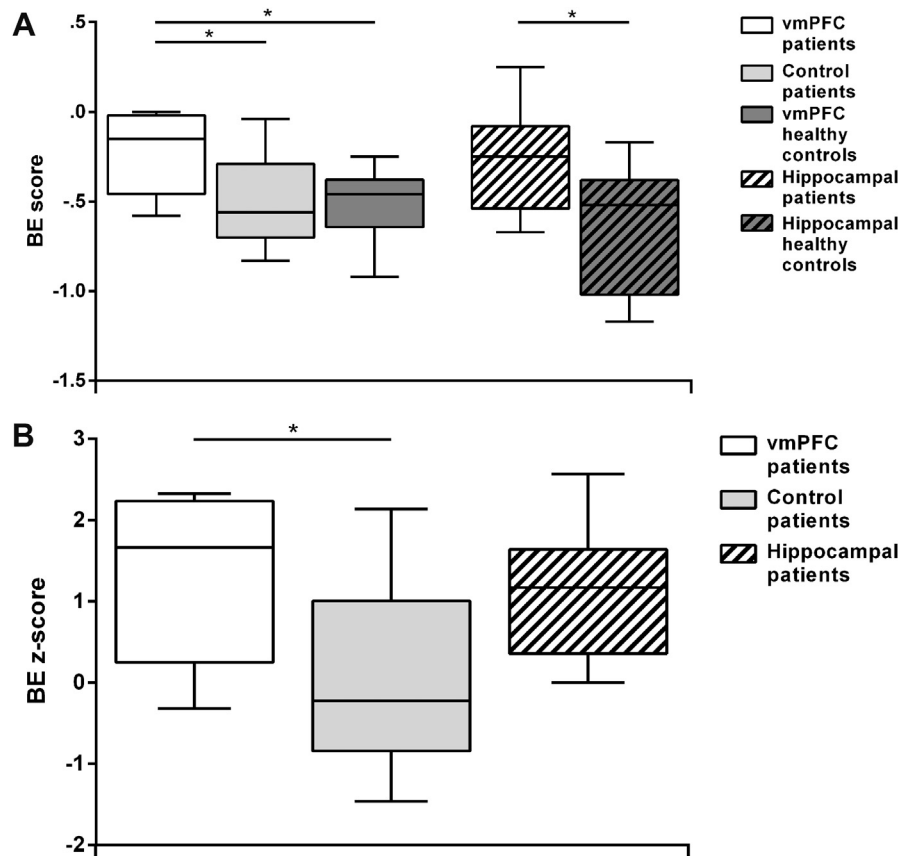 A
*
*
*
.5
.0
-.5
-1.0
-1.5
BE score
vmPFC
patients
Control
patients
vmPFC
healthy
controls
Hippocampal
patients
Hippocampal
healthy
controls
B
*
3
2
1
0
-1
-2
BE z-score
vmPFC
patients
Control
patients
Hippocampal
patients